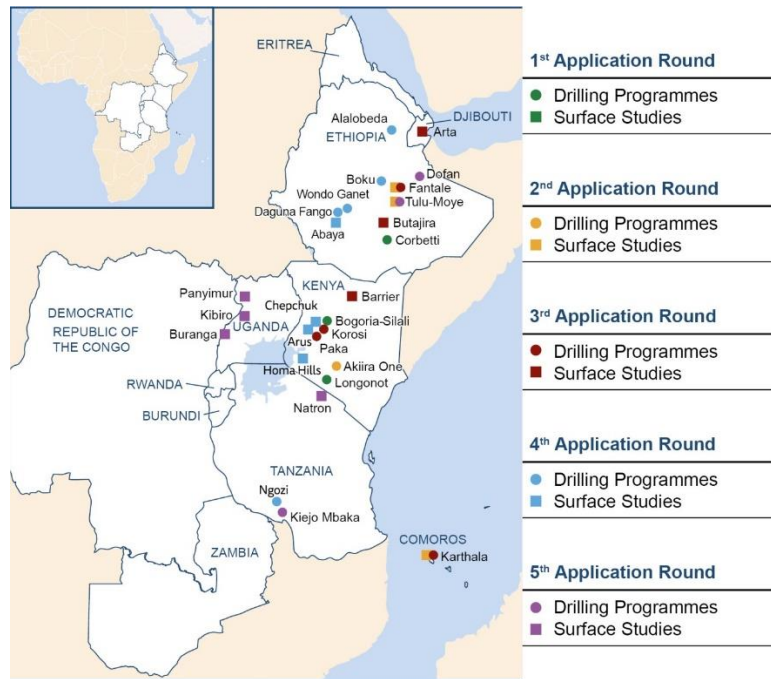 ERITREA
DJIBOUTI
Alalobeda
ETHIOPIA
Arta
Dofan
Boku
Fantale
Wondo Ganet
Tulu-Moye
Daguna Fango
Butajira
Abaya
Corbetti
KENYA
Panyimur
Chepchuk
Barrier
Kibiro
DEMOCRATIC
REPUBLIC OF
THE CONGO
UGANDA
Bogoria-Silali
Buranga
Korosi
Arus
Paka
Homa Hills
Akiira One
RWANDA
Longonot
BURUNDI
Natron
TANZANIA
Ngozi
Kiejo Mbaka
ZAMBIA
COMOROS
Karthala
1st Application Round
Drilling Programmes
Surface Studies
2nd Application Round
Drilling Programmes
Surface Studies
3rd Application Round
Drilling Programmes
Surface Studies
4th Application Round
Drilling Programmes
Surface Studies
5th Application Round
Drilling Programmes
Surface Studies